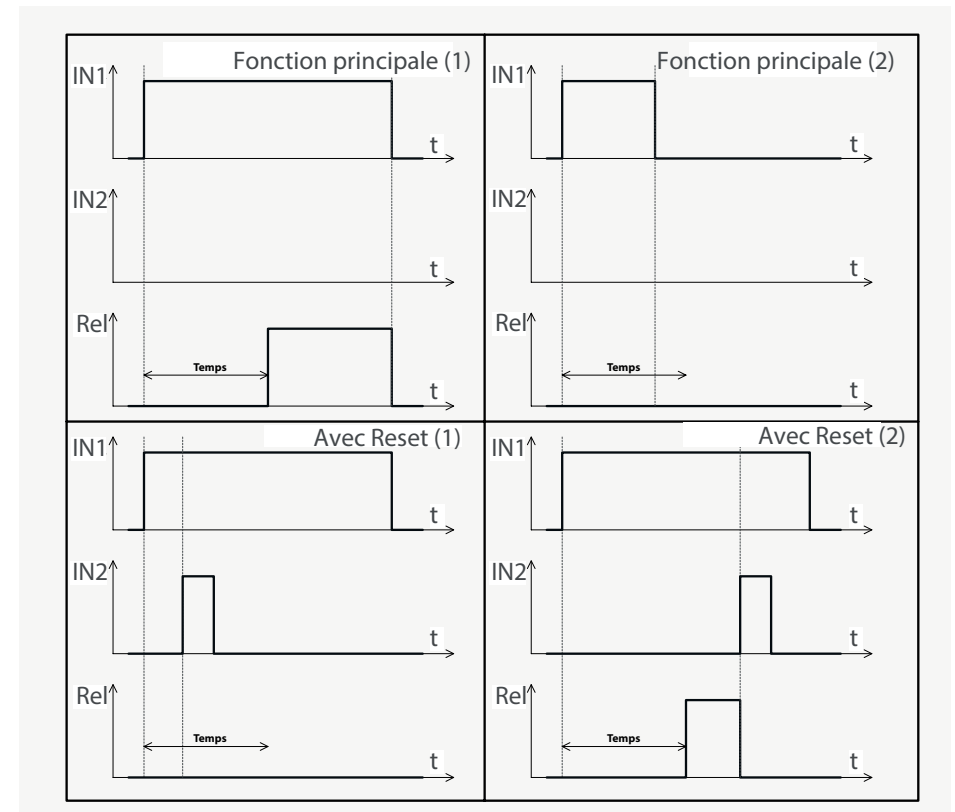 Fonction principale (1)
IN1
t
IN2
t
Rel
Temps
t
Fonction principale (2)
IN1
t
IN2
t
Rel
Temps
t
Avec Reset (1)
IN1
t
IN2
t
Rel
Temps
t
Avec Reset (2)
IN1
t
IN2
t
Rel
Temps
t